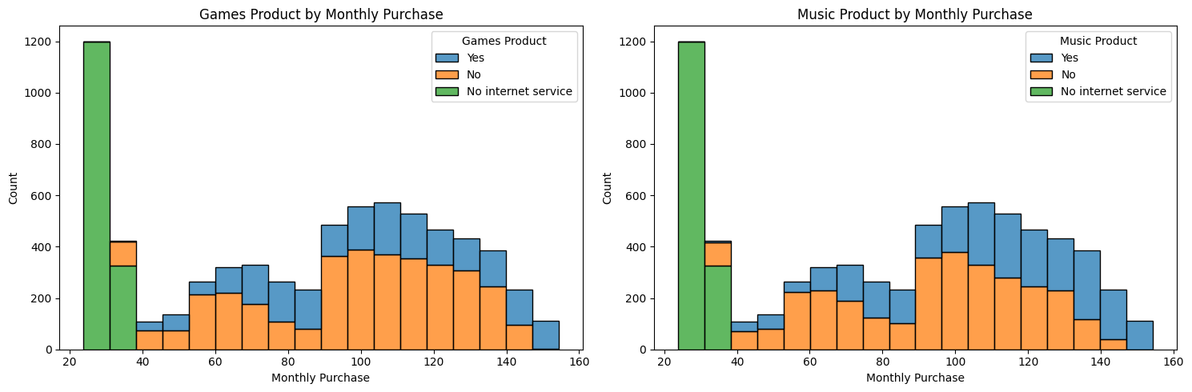 Games Product by Monthly Purchase
1200
1000
800
600
400
200
0
Count
20 40 60 80 100 120 140 160
Monthly Purchase
Games Product
Yes
No
No internet service
Music Product by Monthly Purchase
1200
1000
800
600
400
200
0
Count
20 40 60 80 100 120 140 160
Monthly Purchase
Music Product
Yes
No
No internet service